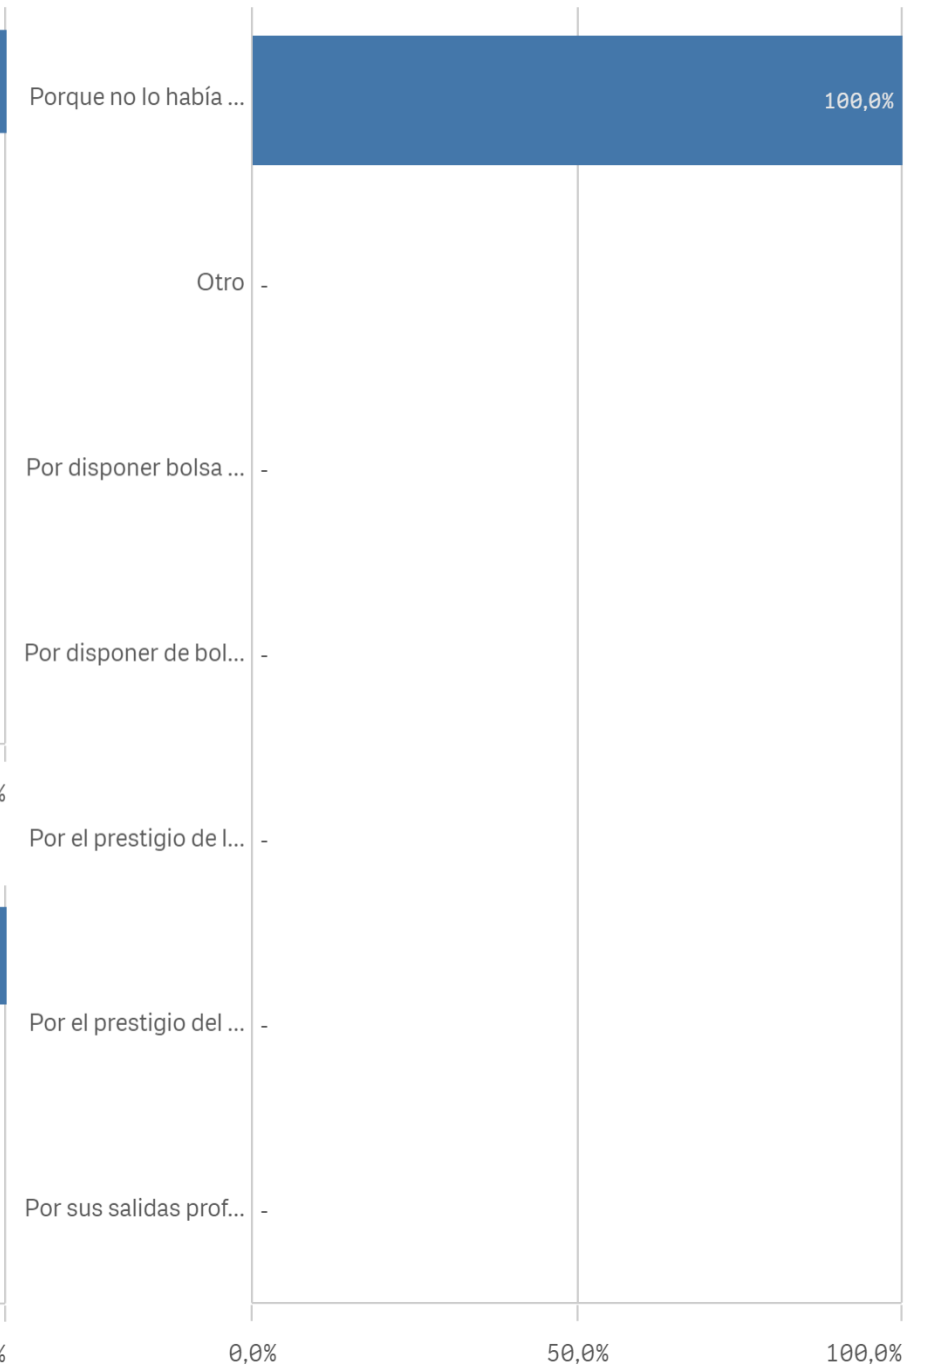 Porque no lo había ...
100,0%
Otro
-
Por disponer bolsa ...
-
Por disponer de bol...
-
%
Por el prestigio de l...
-
Por el prestigio del ...
-
Por sus salidas prof...
-
%
0,0%
50,0%
100,0%